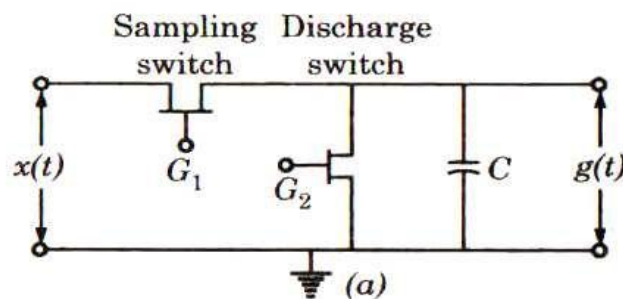 Sampling Discharge
switch switch
x(t) G1 G2 C g(t)
(a)